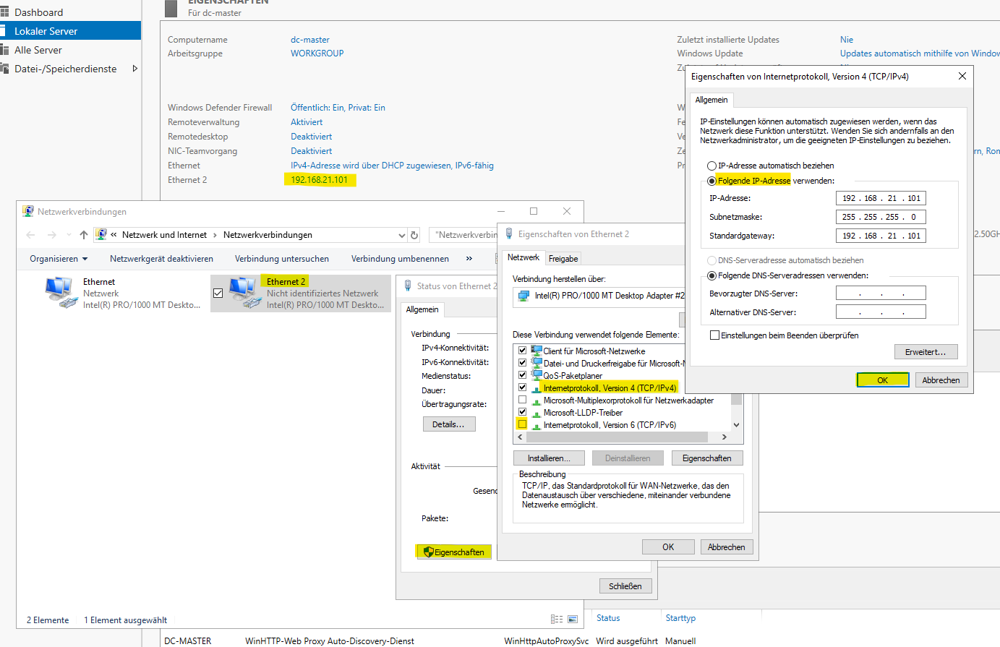 EIGENSCHAFTEN
Für dc-master
Dashboard
Lokaler Server
Alle Server
Datei-/Speicherdienste
Computername dc-master
Arbeitsgruppe WORKGROUP
Zuletzt installierte Updates Nie
Windows Update Updates automatisch mithilfe von Window
Windows Defender Firewall Öffentlich: Ein, Privat: Ein
Remoteverwaltung Aktiviert
Remotedesktop Deaktiviert
NIC-Teamvorgang Deaktiviert
Ethernet IPv4-Adresse wird über DHCP zugewiesen, IPv6-fähig
Ethernet 2 192.168.21.101
rn, Rom
2.50GH
Netzwerkverbindungen
« Netzwerk und Internet › Netzwerkverbindungen
"Netzwerkverbin
Organisieren Netzwerkgerät deaktivieren Verbindung untersuchen Verbindung umbenennen »
Ethernet
Netzwerk
Intel(R) PRO/1000 MT Deskto...
Ethernet 2
Nicht identifiziertes Netzwerk
Intel(R) PRO/1000 MT Deskto...
2 Elemente 1 Element ausgewählt
Status von Ethernet 2
Allgemein
Verbindung
IPv4-Konnektivität:
IPv6-Konnektivität:
Medienstatus:
Dauer:
Übertragungsrate:
Details...
Aktivität
Gesend
Pakete:
Eigenschaften
Schließen
Eigenschaften von Ethernet 2
Netzwerk Freigabe
Verbindung herstellen über:
Intel(R) PRO/1000 MT Desktop Adapter #2
Diese Verbindung verwendet folgende Elemente:
Client für Microsoft-Netzwerke
Datei- und Druckerfreigabe für Microsoft-N
QoS-Paketplaner
Internetprotokoll, Version 4 (TCP/IPv4)
Microsoft-Multiplexorprotokoll für Netzwerkadapter
Microsoft-LLDP-Treiber
Internetprotokoll, Version 6 (TCP/IPv6)
Installieren... Deinstallieren Eigenschaften
Beschreibung
TCP/IP, das Standardprotokoll für WAN-Netzwerke, das den
Datenaustausch über verschiedene, miteinander verbundene
Netzwerke ermöglicht.
OK Abbrechen
Eigenschaften von Internetprotokoll, Version 4 (TCP/IPv4)
Allgemein
IP-Einstellungen können automatisch zugewiesen werden, wenn das
Netzwerk diese Funktion unterstützt. Wenden Sie sich andernfalls an den
Netzwerkadministrator, um die geeigneten IP-Einstellungen zu beziehen.
IP-Adresse automatisch beziehen
Folgende IP-Adresse verwenden:
IP-Adresse: 192 . 168 . 21 . 101
Subnetzmaske: 255 . 255 . 255 . 0
Standardgateway: 192 . 168 . 21 . 101
DNS-Serveradresse automatisch beziehen
Folgende DNS-Serveradressen verwenden:
Bevorzugter DNS-Server: . . .
Alternativer DNS-Server: . . .
Einstellungen beim Beenden überprüfen
Erweitert...
OK Abbrechen
Status Starttyp
DC-MASTER WinHTTP-Web Proxy Auto-Discovery-Dienst WinHttpAutoProxySvc Wird ausgeführt Manuell